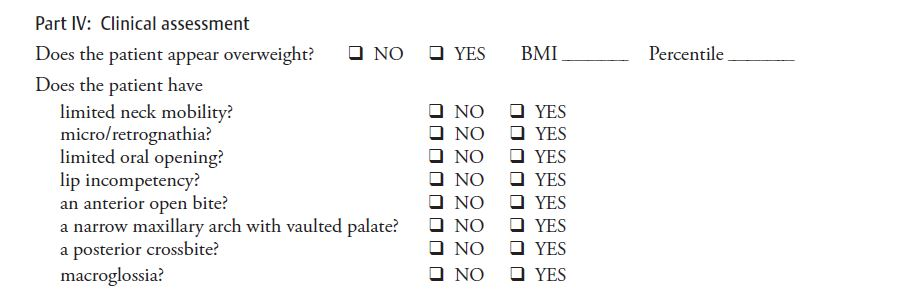 Part IV: Clinical assessment
Does the patient appear overweight? ❑ NO ❑ YES BMI ______ Percentile ______
Does the patient have
limited neck mobility? ❑ NO ❑ YES
micro/retrognathia? ❑ NO ❑ YES
limited oral opening? ❑ NO ❑ YES
lip incompetency? ❑ NO ❑ YES
an anterior open bite? ❑ NO ❑ YES
a narrow maxillary arch with vaulted palate? ❑ NO ❑ YES
a posterior crossbite? ❑ NO ❑ YES
macroglossia? ❑ NO ❑ YES